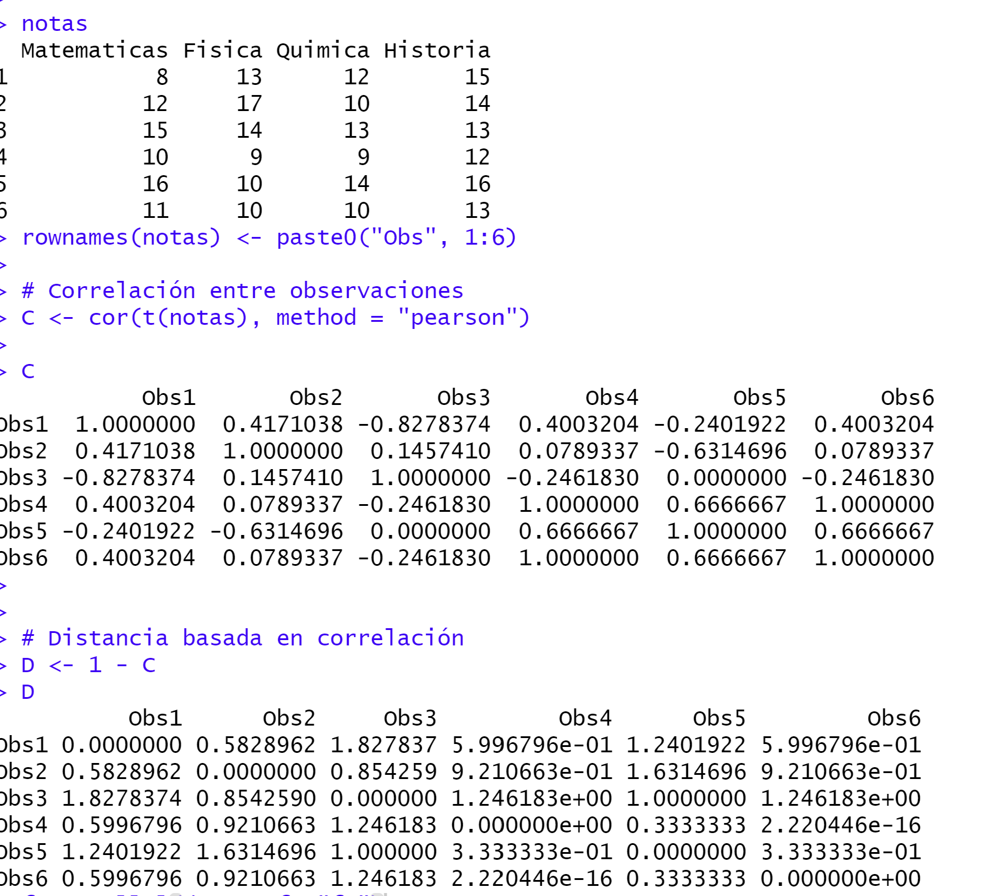 > notas
Matematicas Fisica Quimica Historia
1 8 13 12 15
2 12 17 10 14
3 15 14 13 13
4 10 9 9 12
5 16 10 14 16
6 11 10 10 13
> rownames(notas) <- paste0("Obs", 1:6)
>
> # Correlación entre observaciones
> C <- cor(t(notas), method = "pearson")
>
> C
Obs1 Obs2 Obs3 Obs4 Obs5 Obs6
Obs1 1.0000000 0.4171038 -0.8278374 0.4003204 -0.2401922 0.4003204
Obs2 0.4171038 1.0000000 0.1457410 0.0789337 -0.6314696 0.0789337
Obs3 -0.8278374 0.1457410 1.0000000 -0.2461830 0.0000000 -0.2461830
Obs4 0.4003204 0.0789337 -0.2461830 1.0000000 0.6666667 1.0000000
Obs5 -0.2401922 -0.6314696 0.0000000 0.6666667 1.0000000 0.6666667
Obs6 0.4003204 0.0789337 -0.2461830 1.0000000 0.6666667 1.0000000
>
>
> # Distancia basada en correlación
> D <- 1 - C
> D
Obs1 Obs2 Obs3 Obs4 Obs5 Obs6
Obs1 0.0000000 0.5828962 1.827837 5.996796e-01 1.2401922 5.996796e-01
Obs2 0.5828962 0.0000000 0.854259 9.210663e-01 1.6314696 9.210663e-01
Obs3 1.8278374 0.8542590 0.000000 1.246183e+00 1.0000000 1.246183e+00
Obs4 0.5996796 0.9210663 1.246183 0.000000e+00 0.3333333 2.220446e-16
Obs5 1.2401922 1.6314696 1.000000 3.333333e-01 0.0000000 3.333333e-01
Obs6 0.5996796 0.9210663 1.246183 2.220446e-16 0.3333333 0.000000e+00